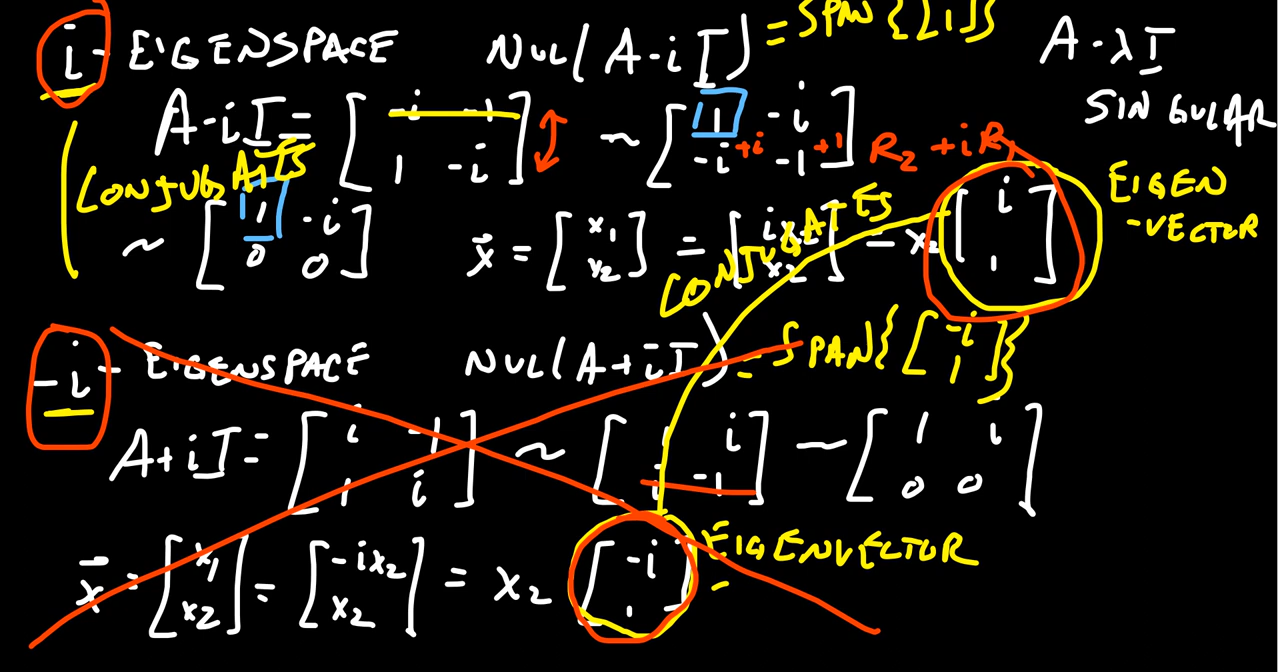 i - EIGENSPACE NUL(A - iI) = SPAN{[i 1]} A - λI
SINGULAR
A - iI = [-i -1; 1 -i] ~ [1 -i; -i+i -1+1] R2 + iR1
CONJUGATES
EIGEN
-VECTOR
~ [1 -i; 0 0] x⃗ = [x1; x2] = [ix2; x2] = x2 [i; 1]
CONJUGATES
-i - EIGENSPACE NUL(A + iI) = SPAN{[-i; 1]}
A + iI = [i -1; 1 i] ~ [1 i; i -1] ~ [1 i; 0 0]
x⃗ = [x1; x2] = [-ix2; x2] = x2 [-i; 1] EIGENVECTOR